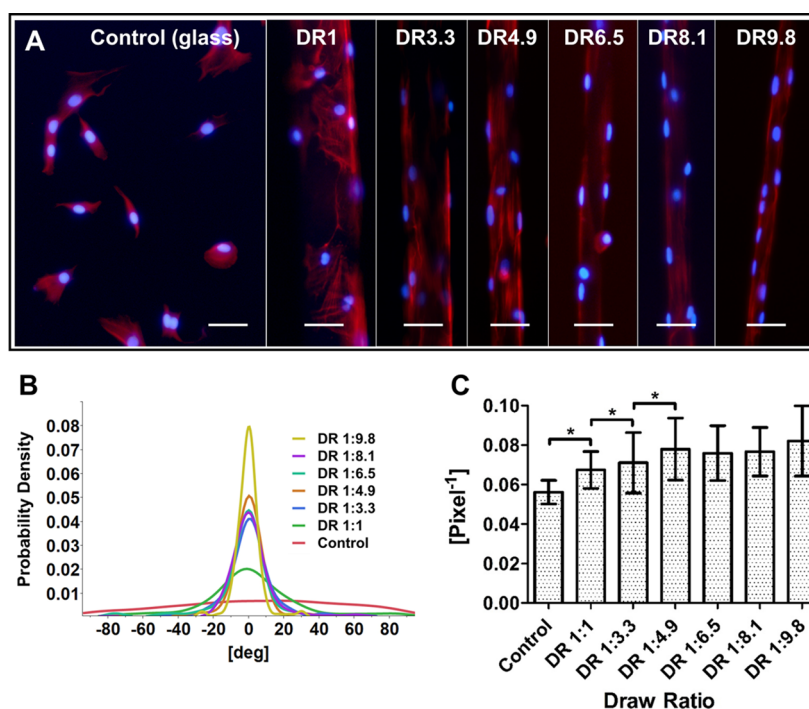 A
Control (glass) DR1 DR3.3 DR4.9 DR6.5 DR8.1 DR9.8
B
Probability Density
0.08
0.07
0.06
0.05
0.04
0.03
0.02
0.01
-80 -60 -40 -20 0 20 40 60 80
[deg]
DR 1:9.8
DR 1:8.1
DR 1:6.5
DR 1:4.9
DR 1:3.3
DR 1:1
Control
C
[Pixel⁻¹]
0.10
0.08
0.06
0.04
0.02
0.00
* * *
Control DR 1:1 DR 1:3.3 DR 1:4.9 DR 1:6.5 DR 1:8.1 DR 1:9.8
Draw Ratio